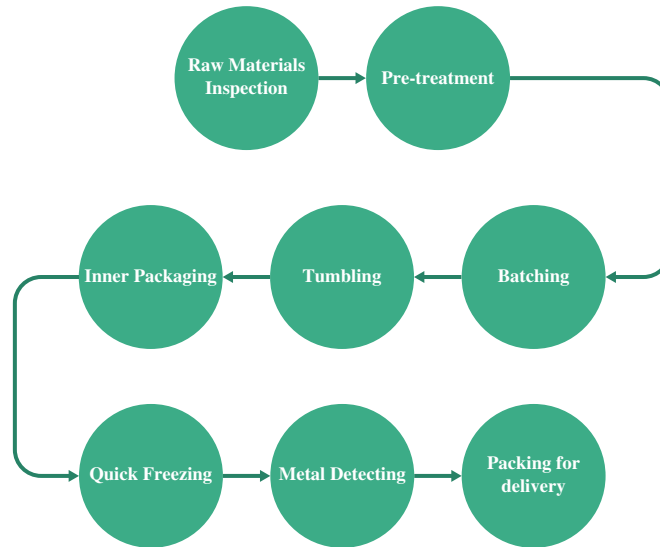 Raw Materials
Inspection
Pre-treatment
Batching
Tumbling
Inner Packaging
Quick Freezing
Metal Detecting
Packing for
delivery